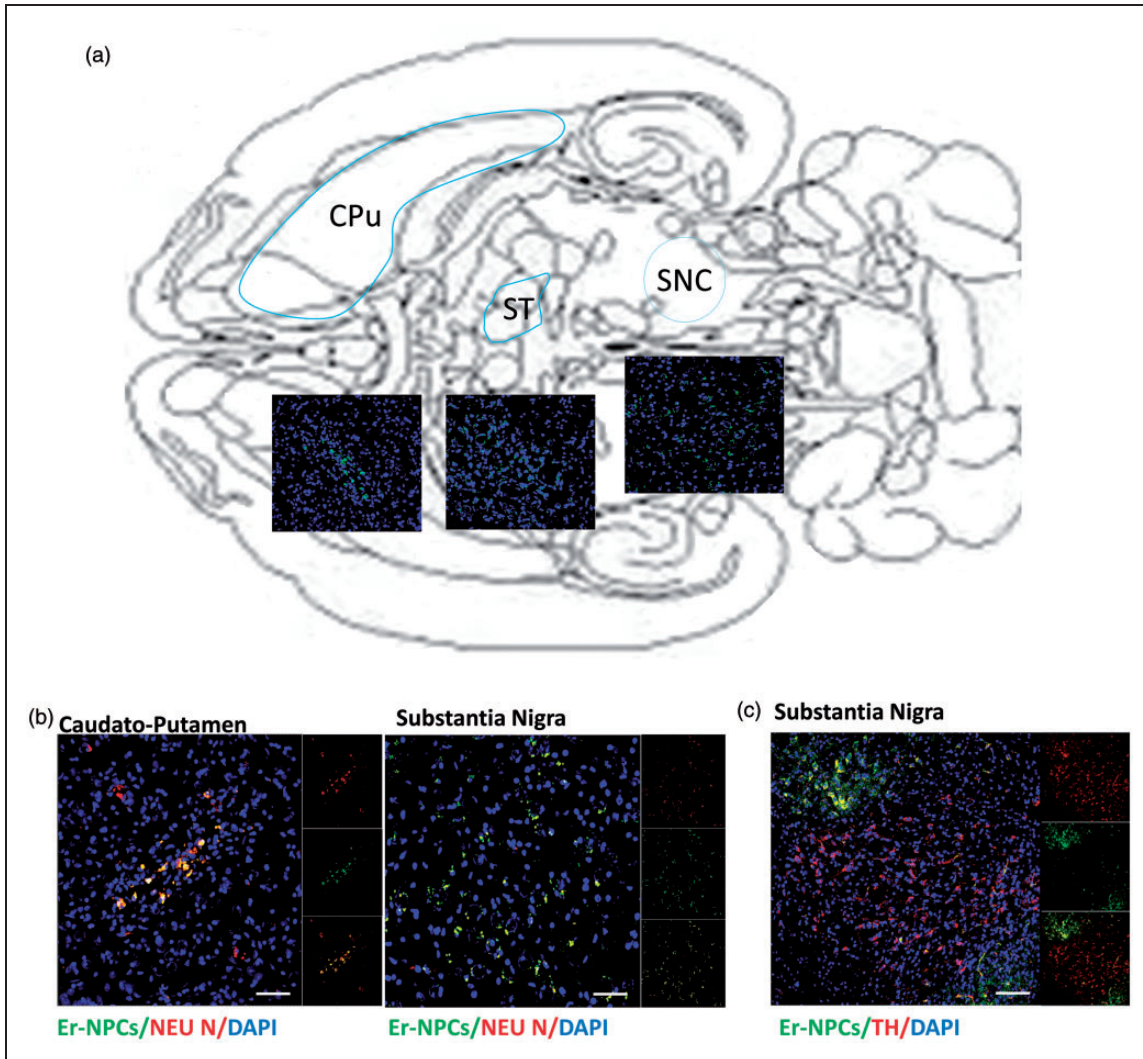 (a)
CPu
ST
SNC
(b)
Caudato-Putamen
Substantia Nigra
Er-NPCs/NEU N/DAPI
Er-NPCs/NEU N/DAPI
(c)
Substantia Nigra
Er-NPCs/TH/DAPI